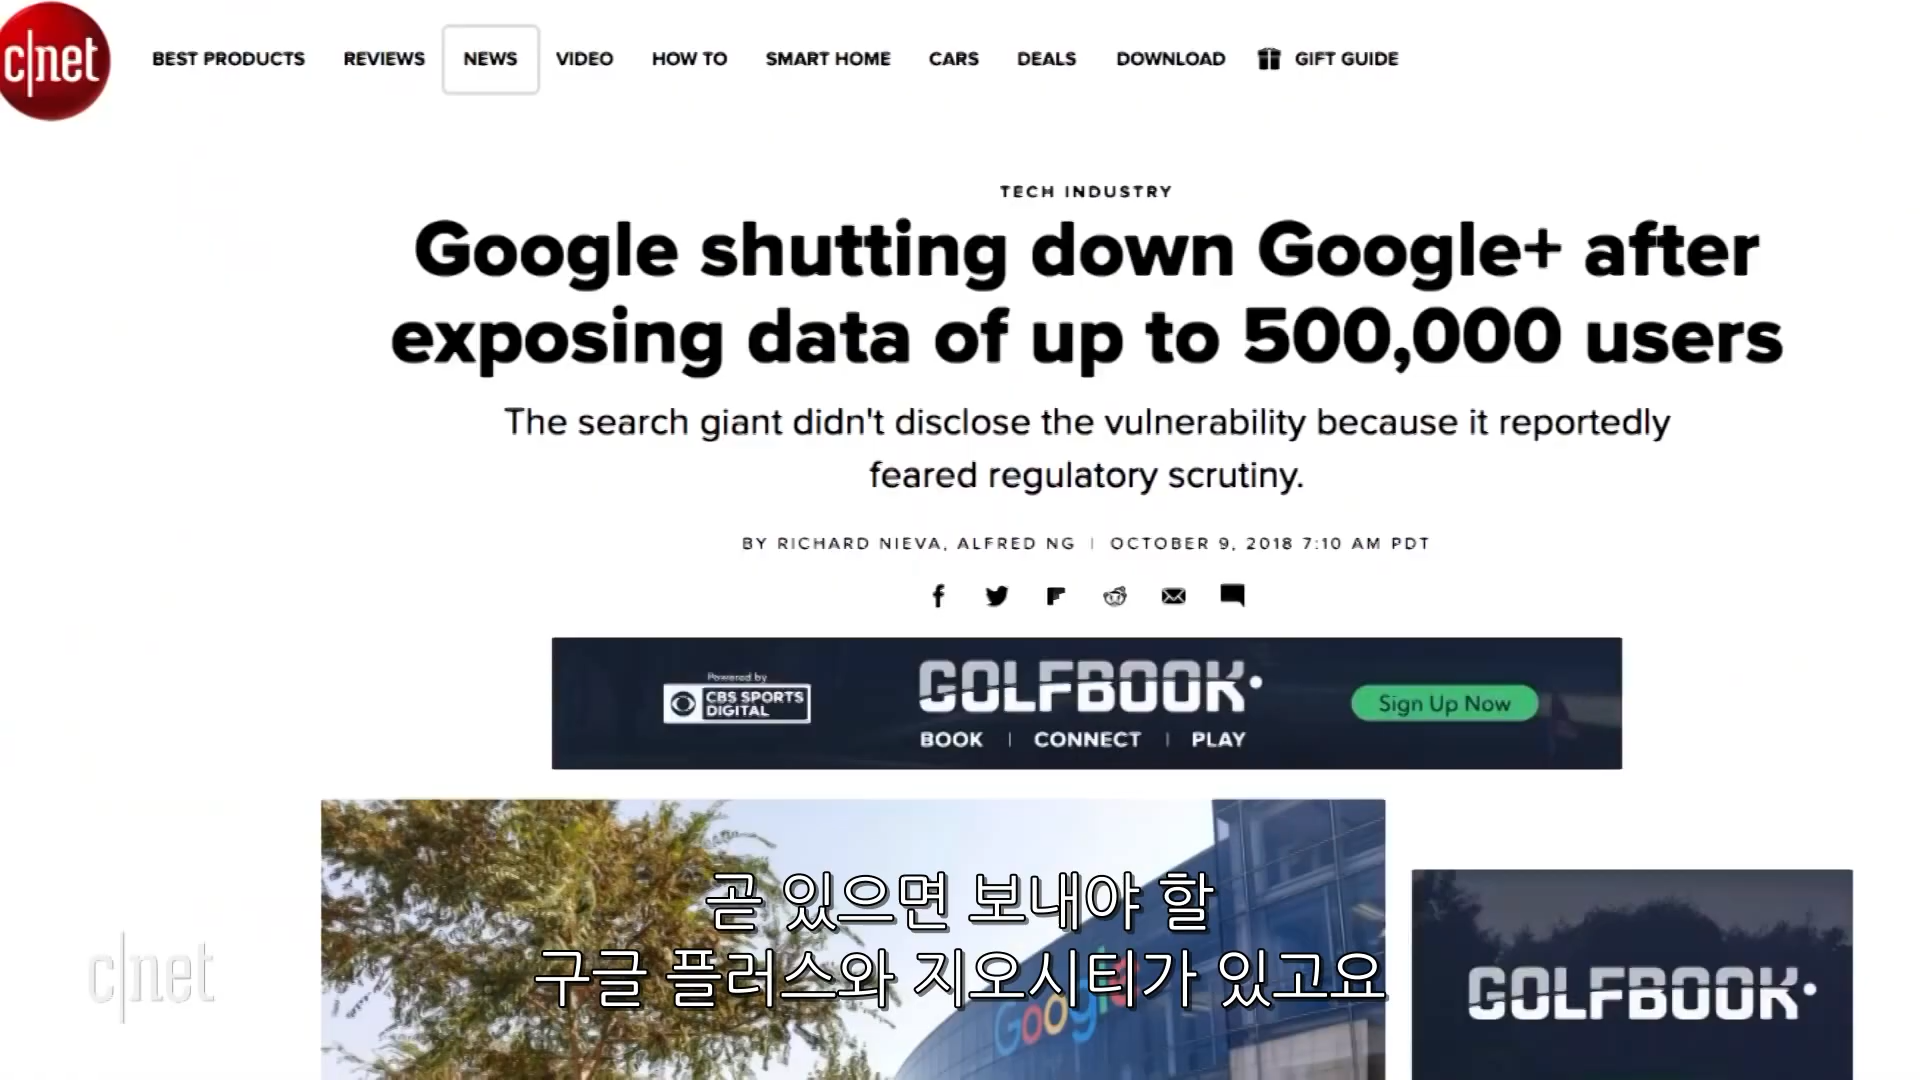 c|net
BEST PRODUCTS REVIEWS NEWS VIDEO HOW TO SMART HOME CARS DEALS DOWNLOAD GIFT GUIDE
TECH INDUSTRY
Google shutting down Google+ after
exposing data of up to 500,000 users
The search giant didn't disclose the vulnerability because it reportedly
feared regulatory scrutiny.
BY RICHARD NIEVA, ALFRED NG | OCTOBER 9, 2018 7:10 AM PDT
Powered by
CBS SPORTS
DIGITAL
GOLFBOOK
BOOK | CONNECT | PLAY
Sign Up Now
곧 있으면 보내야 할
구글 플러스와 지오시티가 있고요
Google
c|net
GOLFBOOK